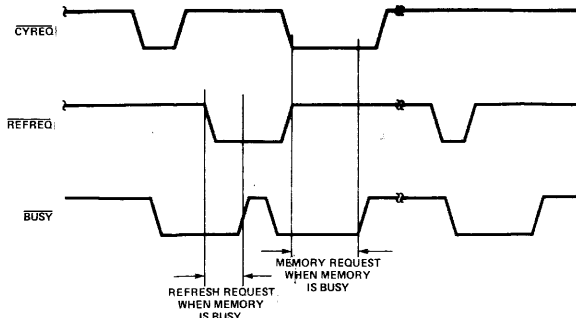 CYREQ
REFREQ
BUSY
MEMORY REQUEST
WHEN MEMORY
IS BUSY
REFRESH REQUEST
WHEN MEMORY
IS BUSY